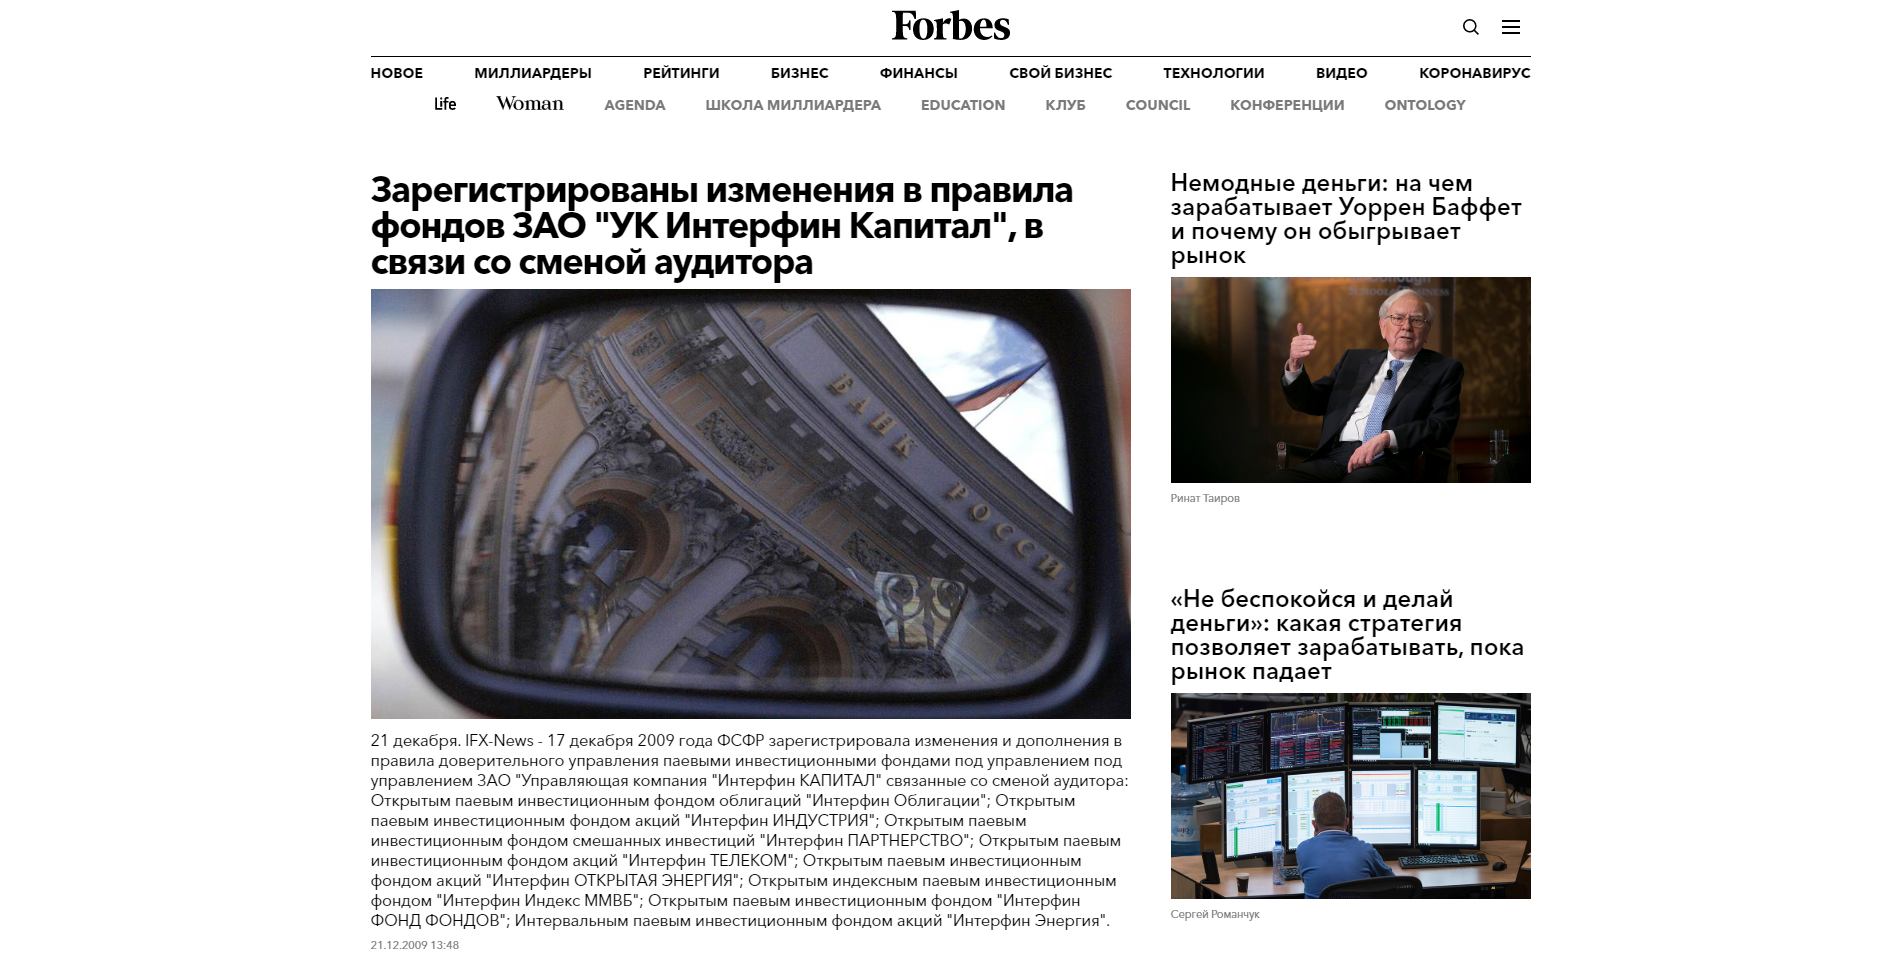 Forbes
НОВОЕ МИЛЛИАРДЕРЫ РЕЙТИНГИ БИЗНЕС ФИНАНСЫ СВОЙ БИЗНЕС ТЕХНОЛОГИИ ВИДЕО КОРОНАВИРУС
Life Woman AGENDA ШКОЛА МИЛЛИАРДЕРА EDUCATION КЛУБ COUNCIL КОНФЕРЕНЦИИ ONTOLOGY
Зарегистрированы изменения в правила
фондов ЗАО "УК Интерфин Капитал", в
связи со сменой аудитора
БАНК РОССИИ
21 декабря. IFX-News - 17 декабря 2009 года ФСФР зарегистрировала изменения и дополнения в
правила доверительного управления паевыми инвестиционными фондами под управлением под
управлением ЗАО "Управляющая компания "Интерфин КАПИТАЛ" связанные со сменой аудитора:
Открытым паевым инвестиционным фондом облигаций "Интерфин Облигации"; Открытым
паевым инвестиционным фондом акций "Интерфин ИНДУСТРИЯ"; Открытым паевым
инвестиционным фондом смешанных инвестиций "Интерфин ПАРТНЕРСТВО"; Открытым паевым
инвестиционным фондом акций "Интерфин ТЕЛЕКОМ"; Открытым паевым инвестиционным
фондом акций "Интерфин ОТКРЫТАЯ ЭНЕРГИЯ"; Открытым индексным паевым инвестиционным
фондом "Интерфин Индекс ММВБ"; Открытым паевым инвестиционным фондом "Интерфин
ФОНД ФОНДОВ"; Интервальным паевым инвестиционным фондом акций "Интерфин Энергия".
21.12.2009 13:48
Немодные деньги: на чем
зарабатывает Уоррен Баффет
и почему он обыгрывает
рынок
Ринат Таиров
«Не беспокойся и делай
деньги»: какая стратегия
позволяет зарабатывать, пока
рынок падает
Сергей Романчук